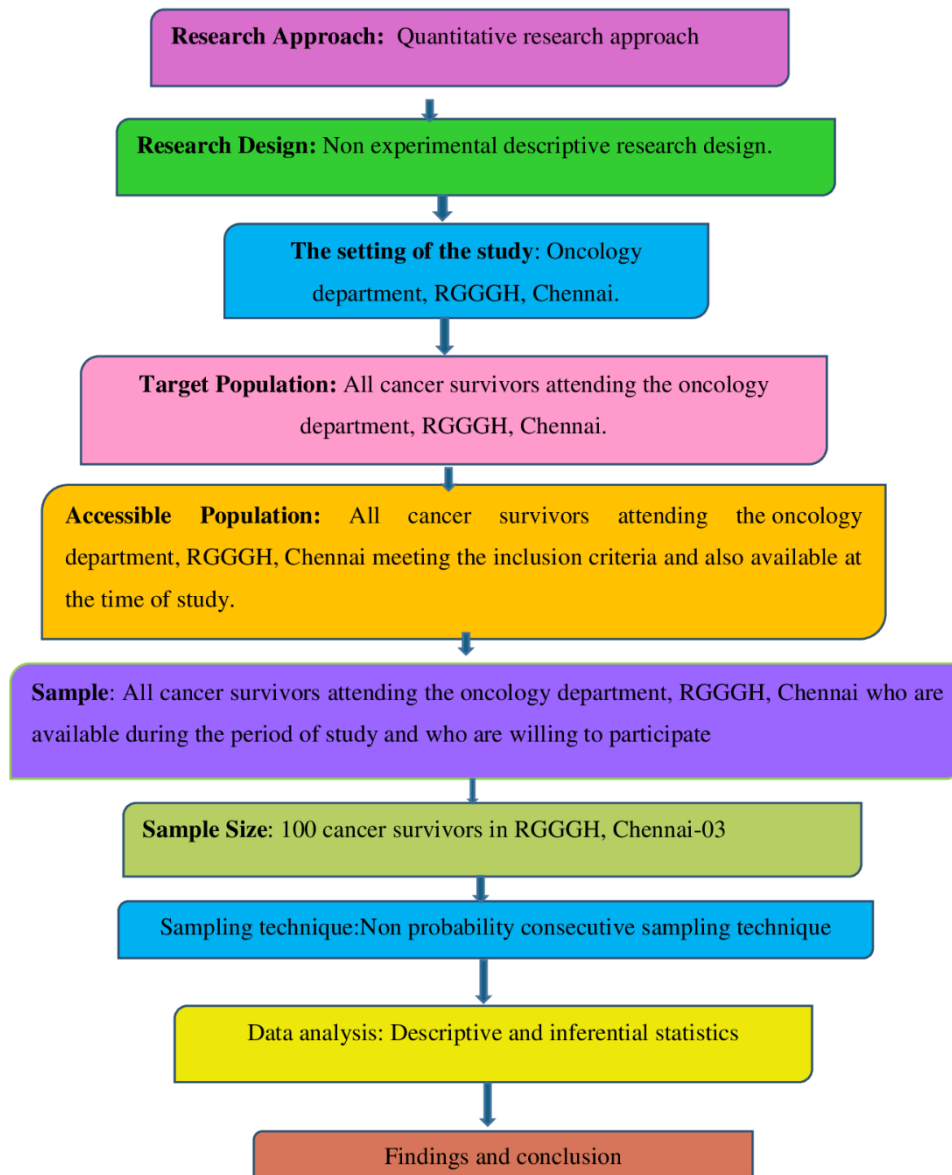 Research Approach: Quantitative research approach
Research Design: Non experimental descriptive research design.
The setting of the study: Oncology
department, RGGGH, Chennai.
Target Population: All cancer survivors attending the oncology
department, RGGGH, Chennai.
Accessible Population: All cancer survivors attending the oncology
department, RGGGH, Chennai meeting the inclusion criteria and also available at
the time of study.
Sample: All cancer survivors attending the oncology department, RGGGH, Chennai who are
available during the period of study and who are willing to participate
Sample Size: 100 cancer survivors in RGGGH, Chennai-03
Sampling technique:Non probability consecutive sampling technique
Data analysis: Descriptive and inferential statistics
Findings and conclusion